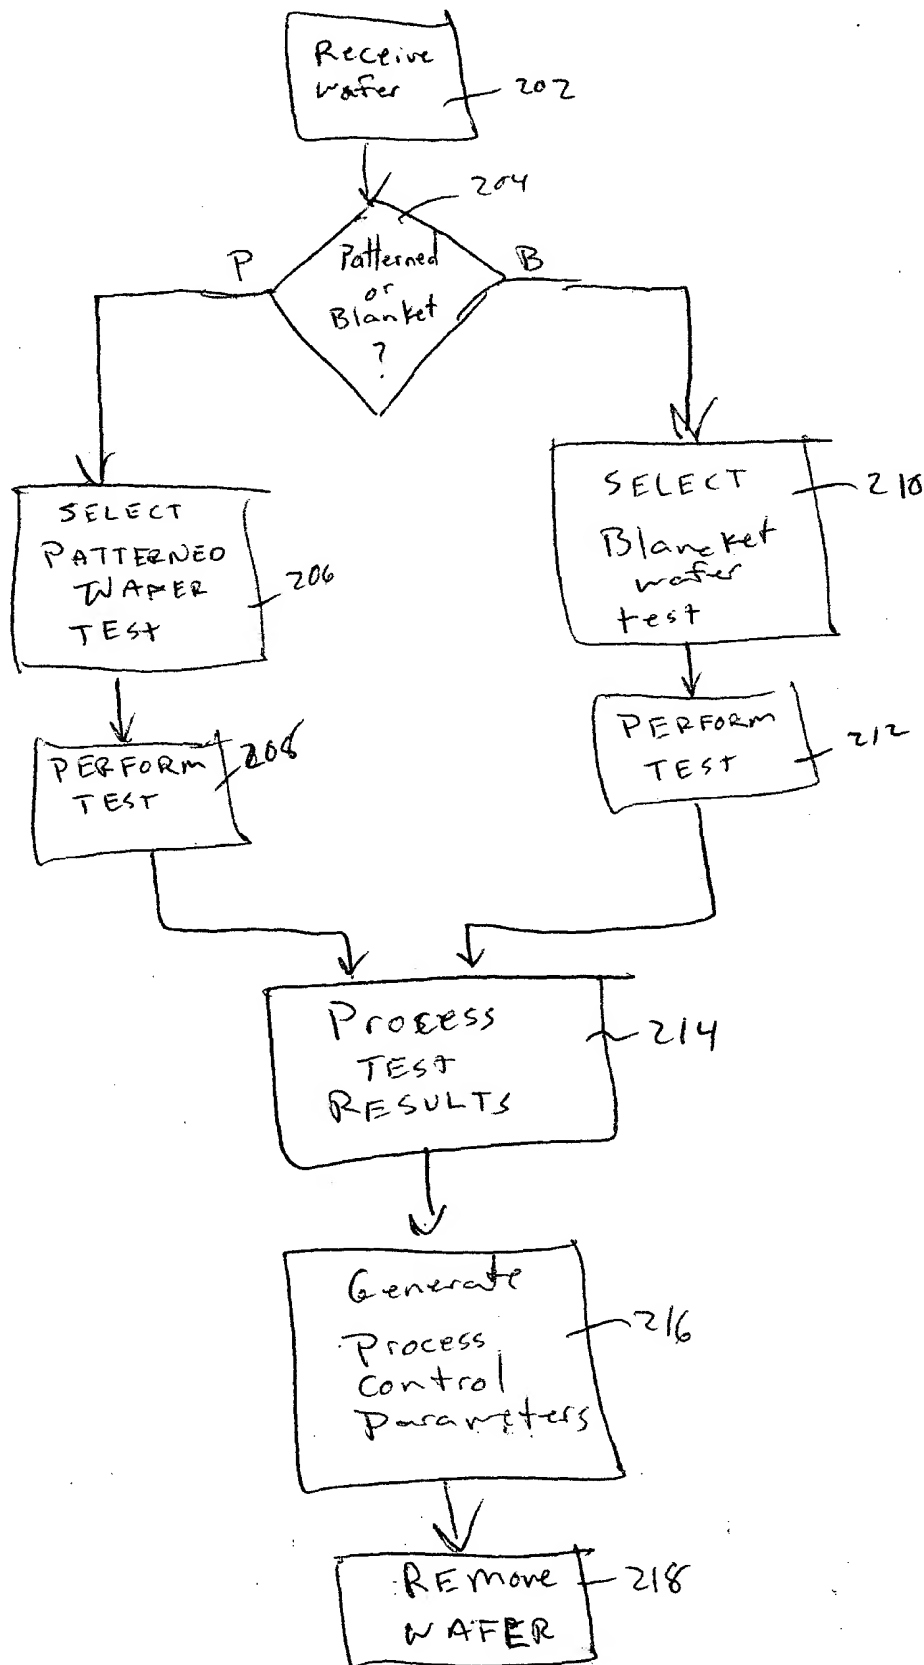 Receive
wafer
202
204
P
Patterned
or
Blanket
?
B
SELECT
PATTERNED
WAFER
TEST
206
SELECT
Blancket
wafer
test
210
PERFORM
TEST
208
PERFORM
TEST
212
Process
TEST
RESULTS
214
Generate
Process
Control
Parameters
216
REmove
WAFER
218